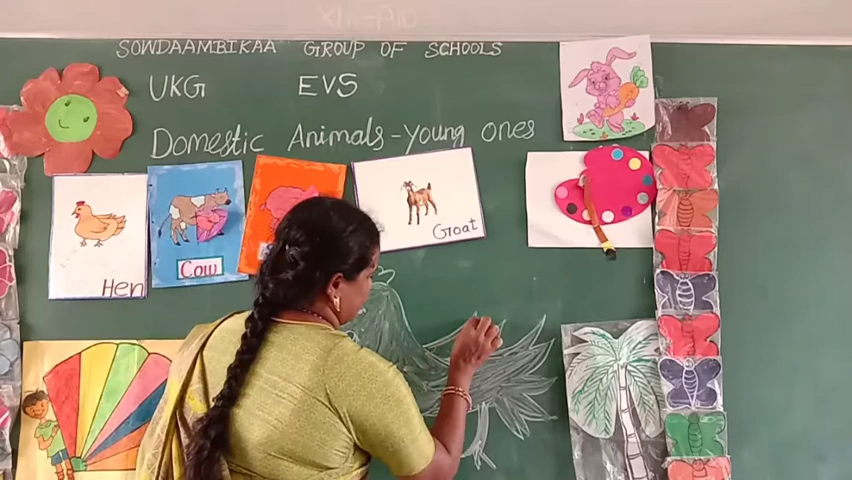 SOWDAAMBIKAA GROUP OF SCHOOLS
UKG EVS
Domestic Animals-young ones
Hen
Cow
Goat